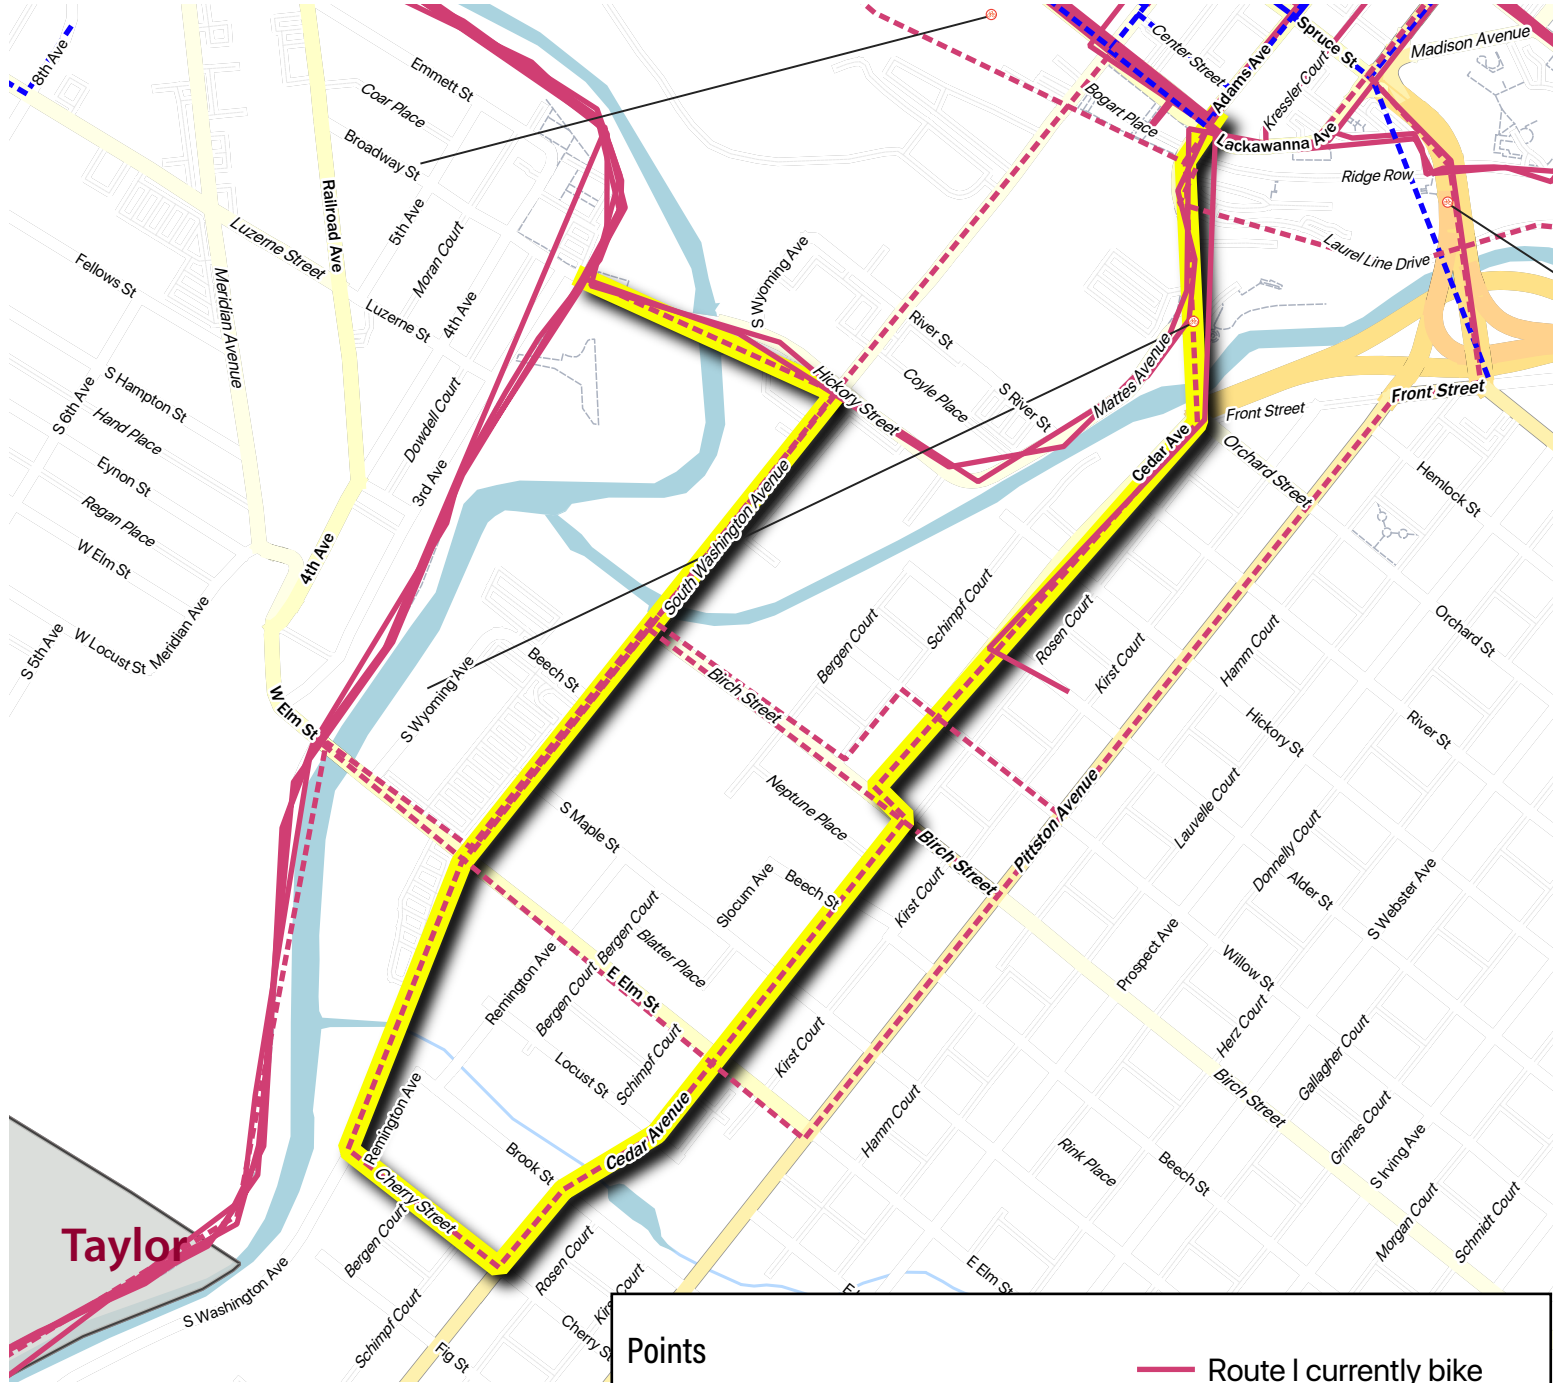 8th Ave
Emmett St
Coar Place
Broadway St
Center Street
Adams Ave
Spruce St
Kressler Court
Madison Avenue
Bogart Place
Lackawanna Ave
Ridge Row
Railroad Ave
5th Ave
Moran Court
Luzerne Street
Laurel Line Drive
Fellows St
Meridian Avenue
Luzerne St
4th Ave
S Wyoming Ave
River St
Mattes Avenue
Hickory Street
Coyle Place
S River St
Front Street
Front Street
S Hampton St
S 6th Ave
Hand Place
Dowdell Court
Eynon St
Regan Place
3rd Ave
Cedar Ave
Orchard Street
Hemlock St
W Elm St
4th Ave
South Washington Avenue
Meridian Ave
W Locust St
S 5th Ave
Bergen Court
Schimpf Court
Rosen Court
Kirst Court
Hamm Court
Orchard St
W Elm St
S Wyoming Ave
Beech St
Birch Street
Hickory St
River St
S Maple St
Neptune Place
Pittston Avenue
Lauvelle Court
Donnelly Court
Slocum Ave
Beech St
Birch Street
Kirst Court
Alder St
S Webster Ave
Bergen Court
Blatter Place
Remington Ave
Bergen Court
E Elm St
Prospect Ave
Willow St
Herz Court
Locust St
Schimpf Court
Kirst Court
Gallagher Court
Birch Street
Remington Ave
Cedar Avenue
Hamm Court
Grimes Court
S Irving Ave
Brook St
Rink Place
Beech St
Cherry Street
Morgan Court
Schmidt Court
Taylor
Bergen Court
Rosen Court
S Washington Ave
Kirst Court
E Elm St
Schimpf Court
Cherry St
Fig St
Points
Route I currently bike